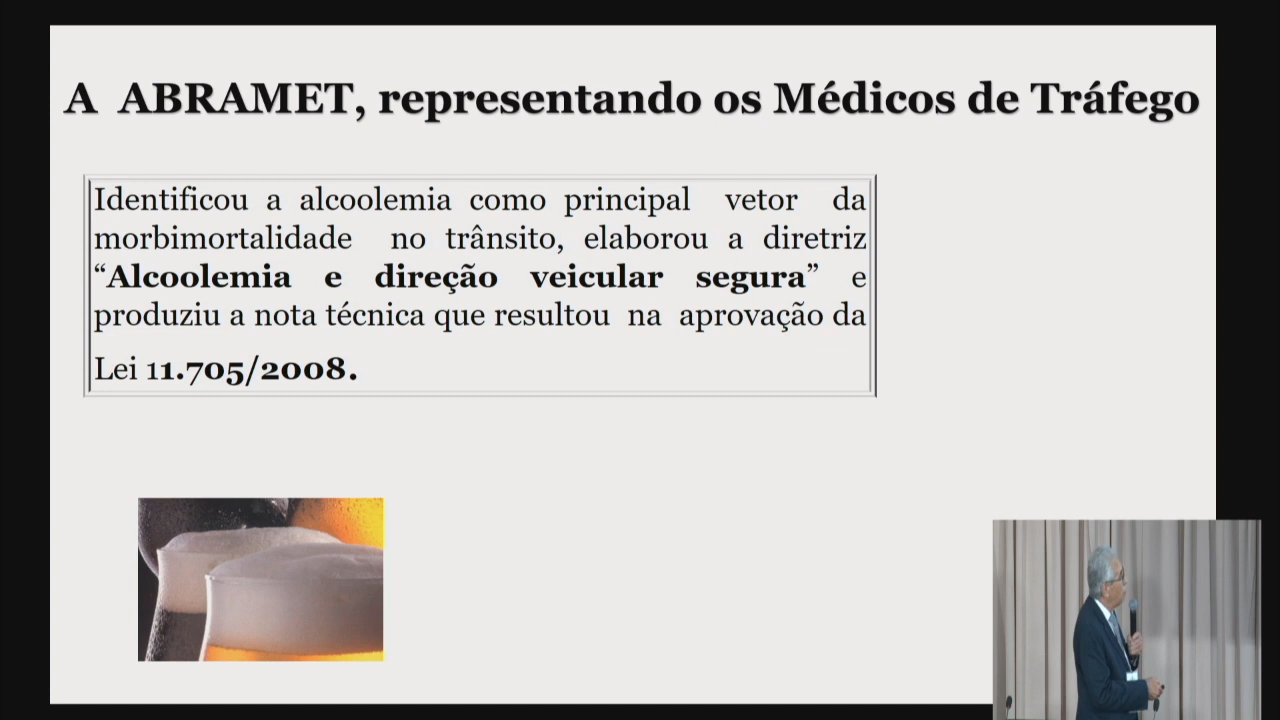 A ABRAMET, representando os Médicos de Tráfego
Identificou a alcoolemia como principal vetor da
morbimortalidade no trânsito, elaborou a diretriz
“Alcoolemia e direção veicular segura” e
produziu a nota técnica que resultou na aprovação da
Lei 11.705/2008.